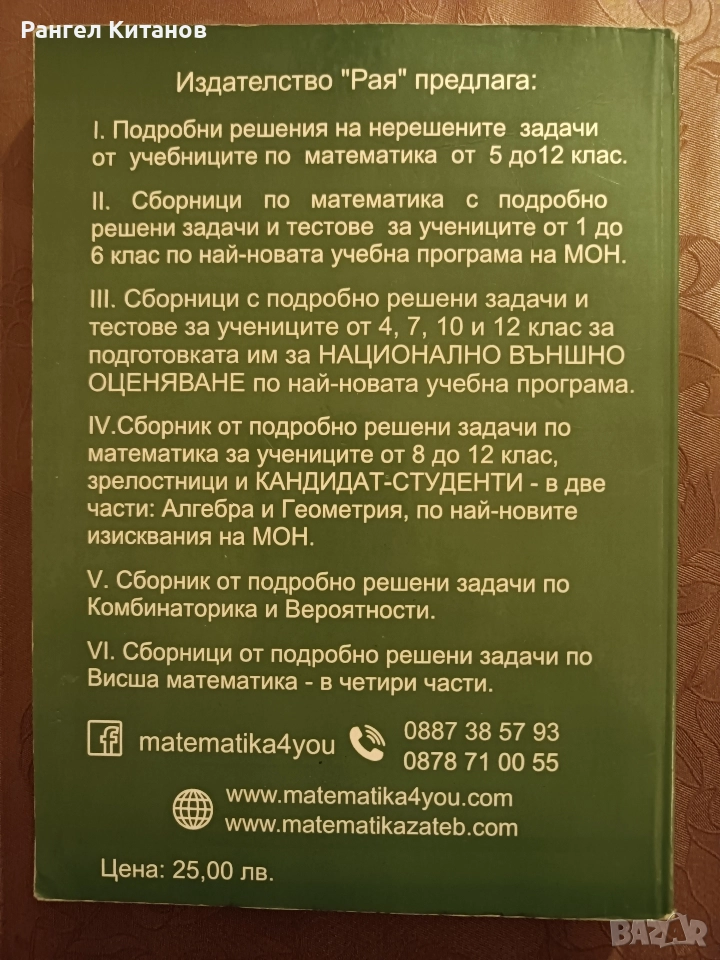 Рангел Китанов
Издателство "Рая" предлага:
I. Подробни решения на нерешените задачи
от учебниците по математика от 5 до12 клас.
II. Сборници по математика с подробно
решени задачи и тестове за учениците от 1 до
6 клас по най-новата учебна програма на МОН.
III. Сборници с подробно решени задачи и
тестове за учениците от 4, 7, 10 и 12 клас за
подготовката им за НАЦИОНАЛНО ВЪНШНО
ОЦЕНЯВАНЕ по най-новата учебна програма.
IV.Сборник от подробно решени задачи по
математика за учениците от 8 до 12 клас,
зрелостници и КАНДИДАТ-СТУДЕНТИ - в две
части: Алгебра и Геометрия, по най-новите
изисквания на МОН.
V. Сборник от подробно решени задачи по
Комбинаторика и Вероятности.
VI. Сборници от подробно решени задачи по
Висша математика - в четири части.
matematika4you
0887 38 57 93
0878 71 00 55
www.matematika4you.com
www.matematikazateb.com
Цена: 25,00 лв.
BAZAR